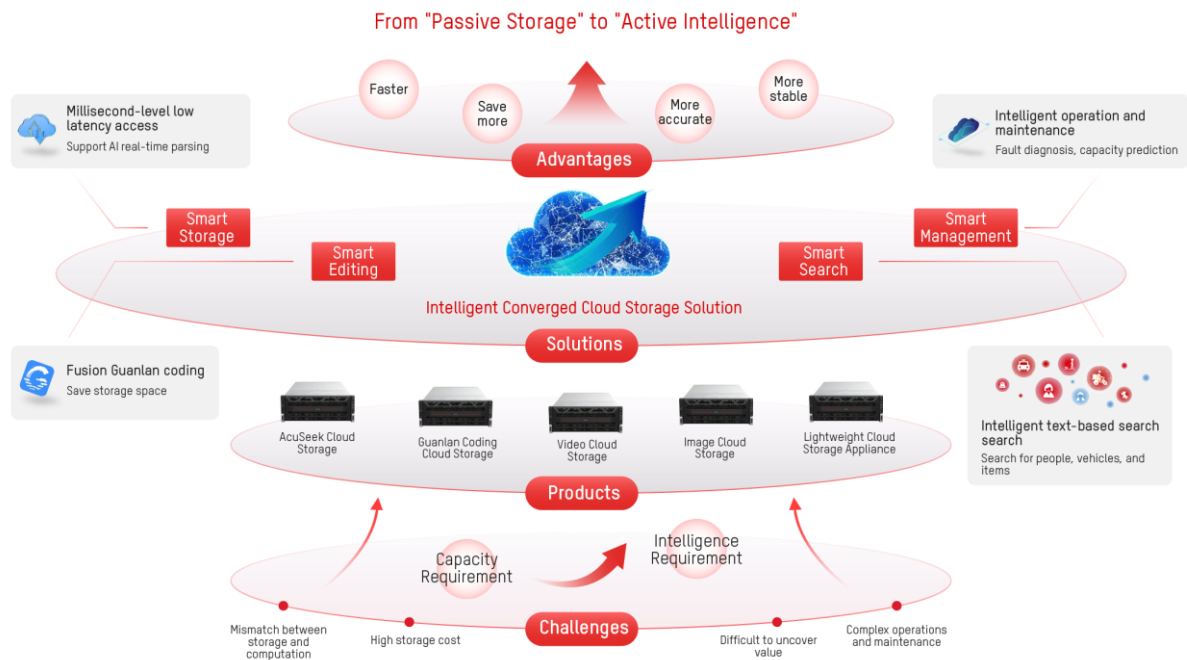 From "Passive Storage" to "Active Intelligence"
Faster
Save
more
More
accurate
More
stable
Advantages
Millisecond-level low
latency access
Support AI real-time parsing
Intelligent operation and
maintenance
Fault diagnosis, capacity prediction
Smart
Storage
Smart
Editing
Smart
Search
Smart
Management
Intelligent Converged Cloud Storage Solution
Solutions
Fusion Guanlan coding
Save storage space
Intelligent text-based search
search
Search for people, vehicles, and
items
AcuSeek Cloud
Storage
Guanlan Coding
Cloud Storage
Video Cloud
Storage
Image Cloud
Storage
Lightweight Cloud
Storage Appliance
Products
Capacity
Requirement
Intelligence
Requirement
Mismatch between
storage and
computation
High storage cost
Challenges
Difficult to uncover
value
Complex operations
and maintenance